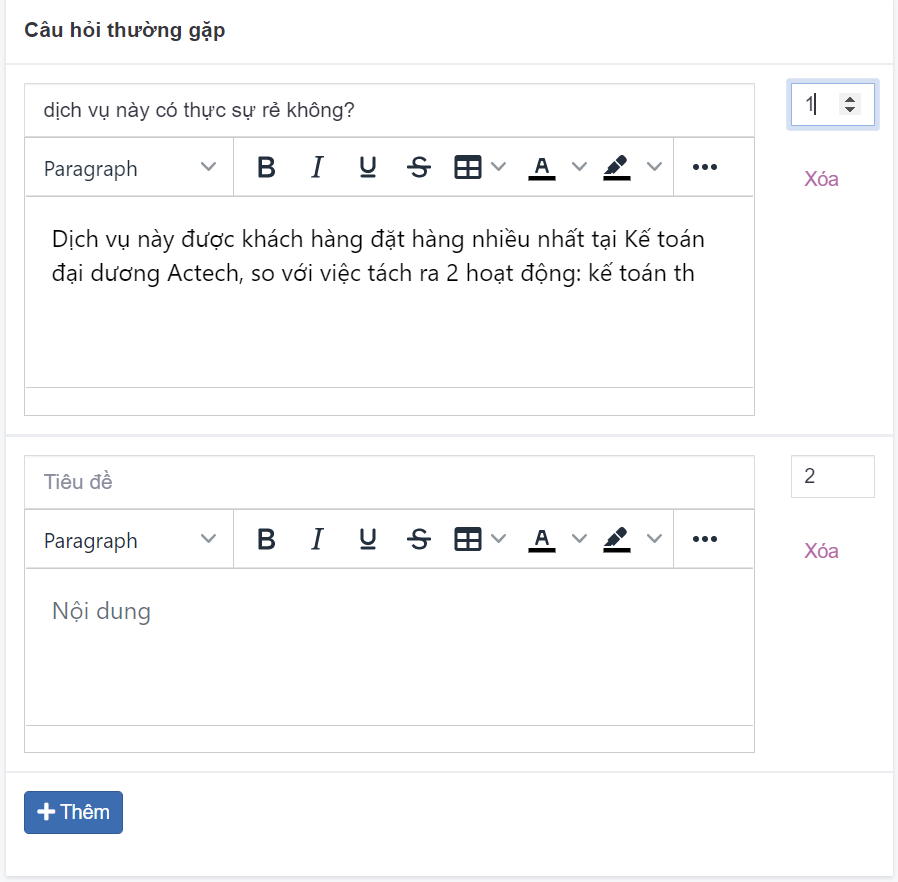 Câu hỏi thường gặp
dịch vụ này có thực sự rẻ không?
1
Paragraph B I U S A
Xóa
Dịch vụ này được khách hàng đặt hàng nhiều nhất tại Kế toán
đại dương Actech, so với việc tách ra 2 hoạt động: kế toán th
Tiêu đề
2
Paragraph B I U S A
Xóa
Nội dung
Thêm